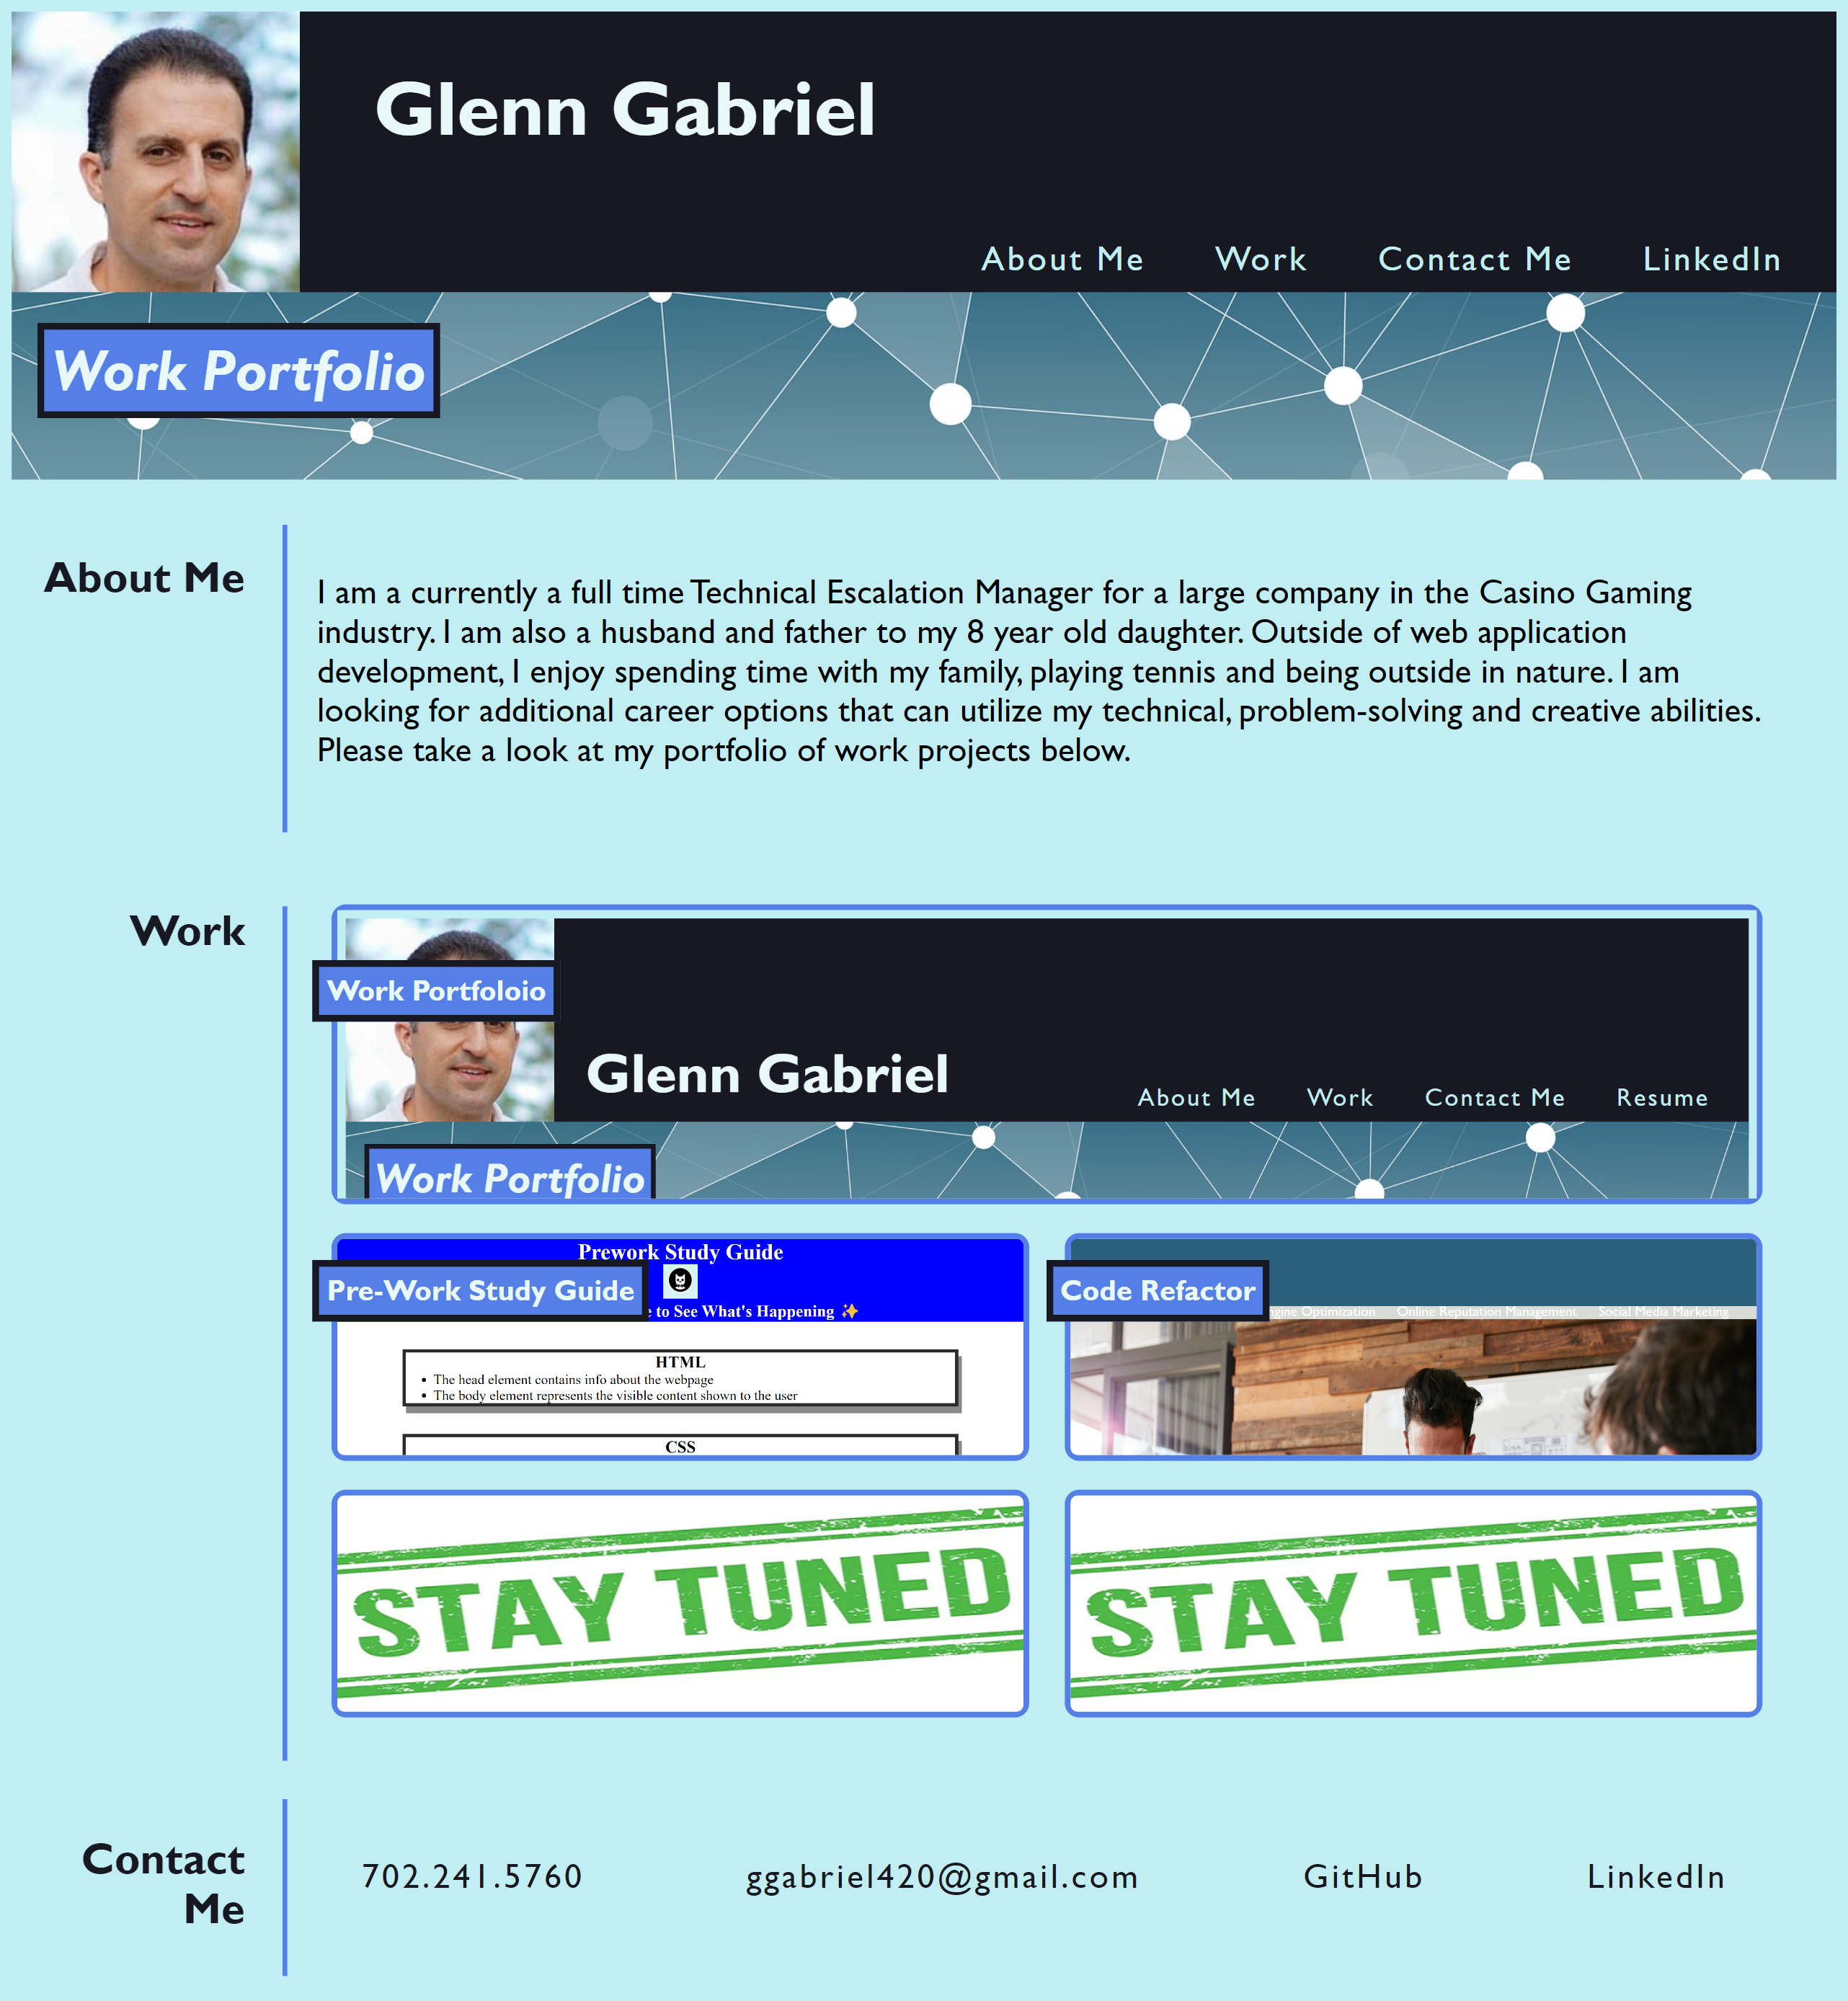 Glenn Gabriel
About Me Work Contact Me LinkedIn
Work Portfolio
About Me
I am a currently a full time Technical Escalation Manager for a large company in the Casino Gaming
industry. I am also a husband and father to my 8 year old daughter. Outside of web application
development, I enjoy spending time with my family, playing tennis and being outside in nature. I am
looking for additional career options that can utilize my technical, problem-solving and creative abilities.
Please take a look at my portfolio of work projects below.
Work
Work Portfoloio
Glenn Gabriel
About Me Work Contact Me Resume
Work Portfolio
Prework Study Guide
Pre-Work Study Guide
to See What's Happening ✨
HTML
• The head element contains info about the webpage
• The body element represents the visible content shown to the user
CSS
Code Refactor
Optimization Online Reputation Management Social Media Marketing
STAY TUNED
STAY TUNED
Contact
Me
702.241.5760 ggabriel420@gmail.com GitHub LinkedIn